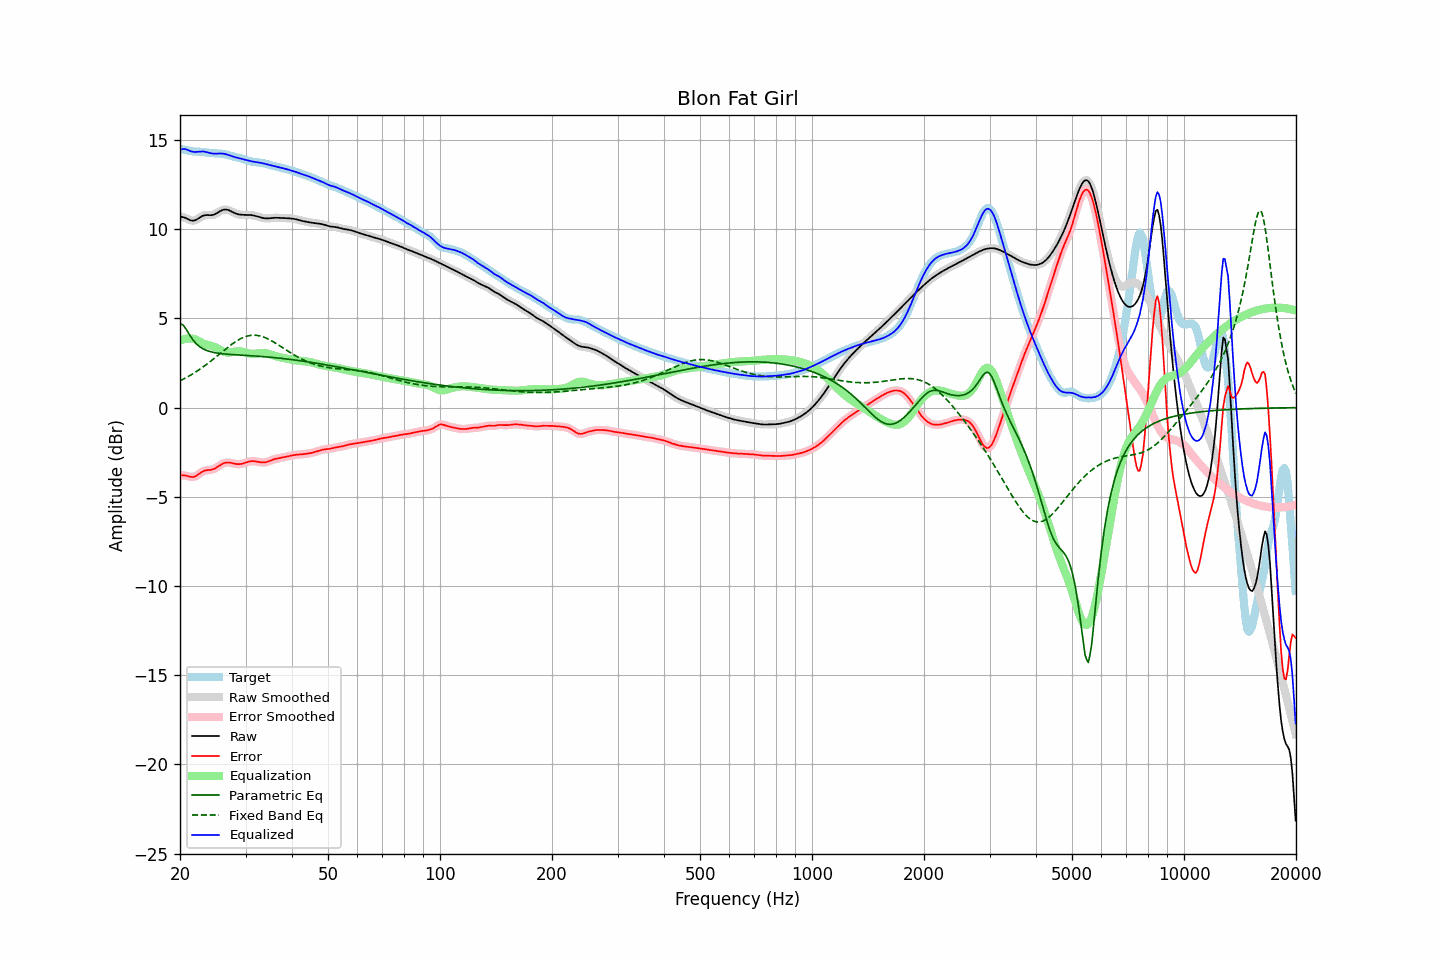 Blon Fat Girl
15
10
5
0
−5
−10
−15
−20
−25
Amplitude (dBr)
Target
Raw Smoothed
Error Smoothed
Raw
Error
Equalization
Parametric Eq
Fixed Band Eq
Equalized
20 50 100 200 500 1000 2000 5000 10000 20000
Frequency (Hz)